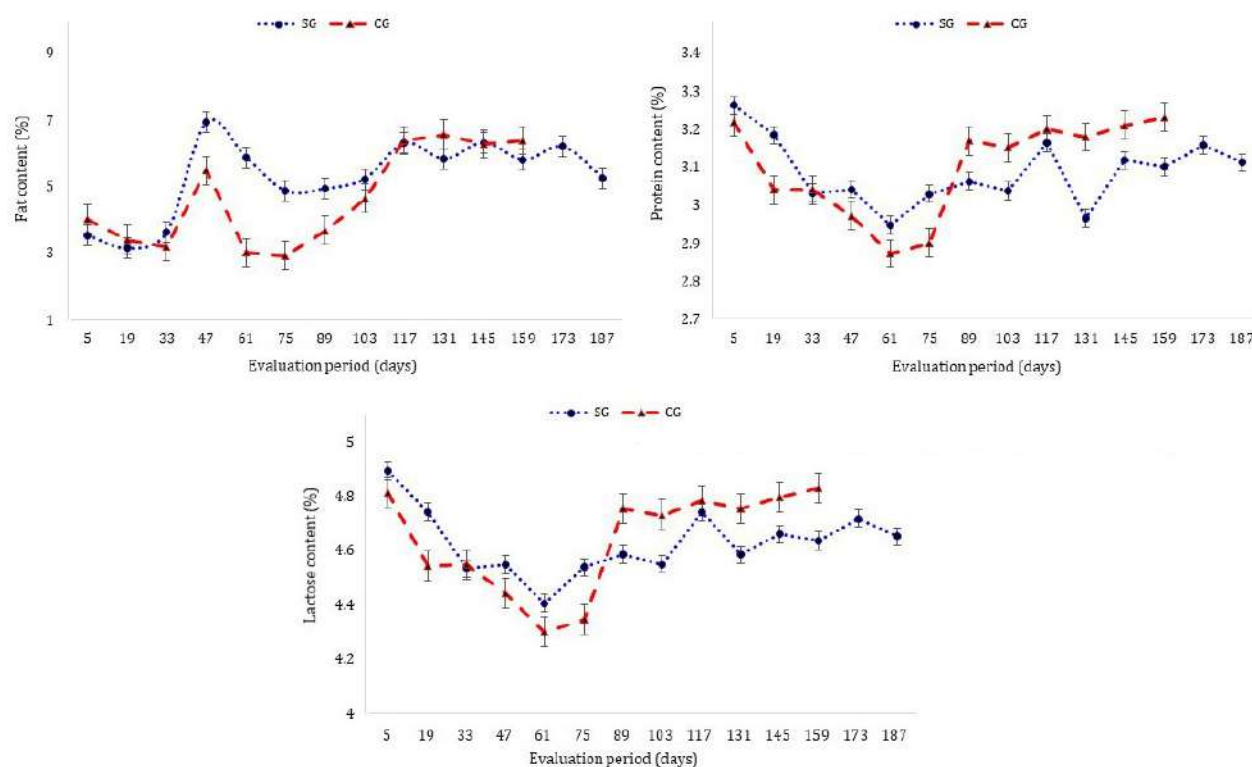 SG CG
Fat content (%)
9
7
5
3
1
5 19 33 47 61 75 89 103 117 131 145 159 173 187
Evaluation period (days)
SG CG
Protein content (%)
3.4
3.3
3.2
3.1
3
2.9
2.8
2.7
5 19 33 47 61 75 89 103 117 131 145 159 173 187
Evaluation period (days)
SG CG
Lactose content (%)
5
4.8
4.6
4.4
4.2
4
5 19 33 47 61 75 89 103 117 131 145 159 173 187
Evaluation period (days)